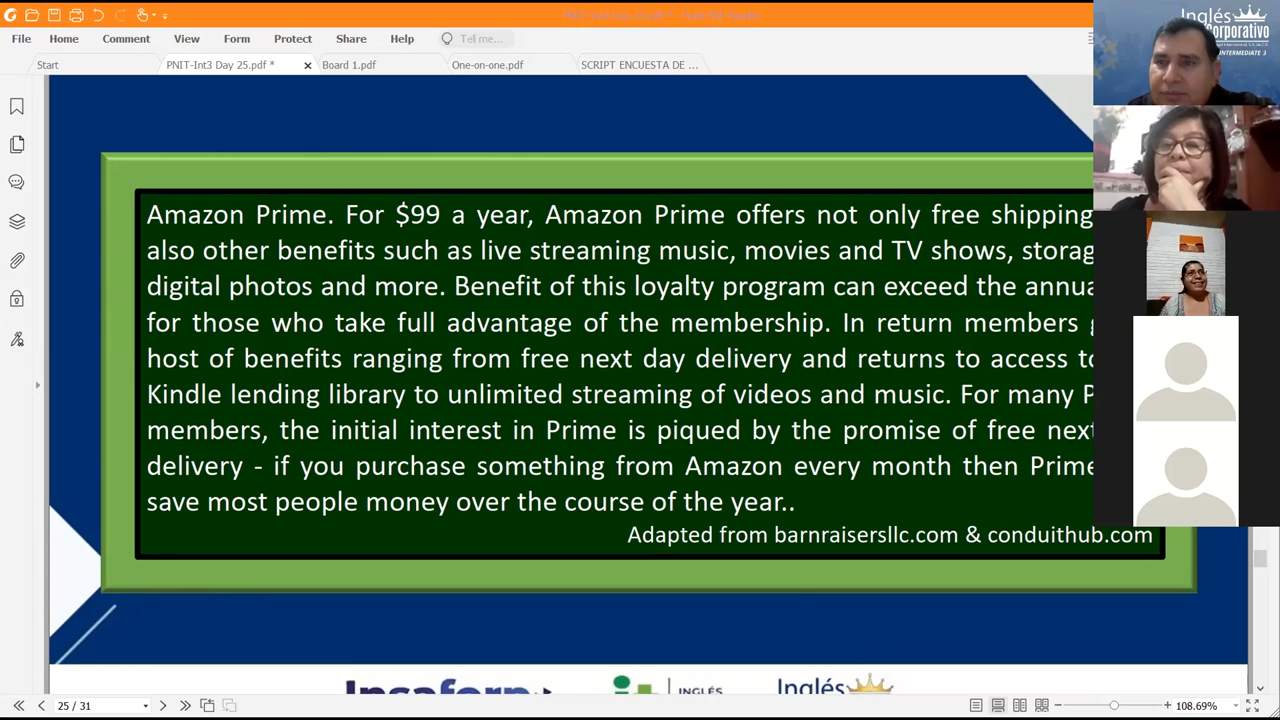 File Home Comment View Form Protect Share Help Tell me...
Start PNIT-Int3 Day 25.pdf * Board 1.pdf One-on-one.pdf SCRIPT ENCUESTA DE ...
Inglés
Corporativo
INTERMEDIATE 3
Amazon Prime. For $99 a year, Amazon Prime offers not only free shipping
also other benefits such as live streaming music, movies and TV shows, storag
digital photos and more. Benefit of this loyalty program can exceed the annua
for those who take full advantage of the membership. In return members
host of benefits ranging from free next day delivery and returns to access to
Kindle lending library to unlimited streaming of videos and music. For many P
members, the initial interest in Prime is piqued by the promise of free next
delivery - if you purchase something from Amazon every month then Prime
save most people money over the course of the year..
Adapted from barnraisersllc.com & conduithub.com
Insaforp
INGLÉS
Inglés
25 / 31 108.69%